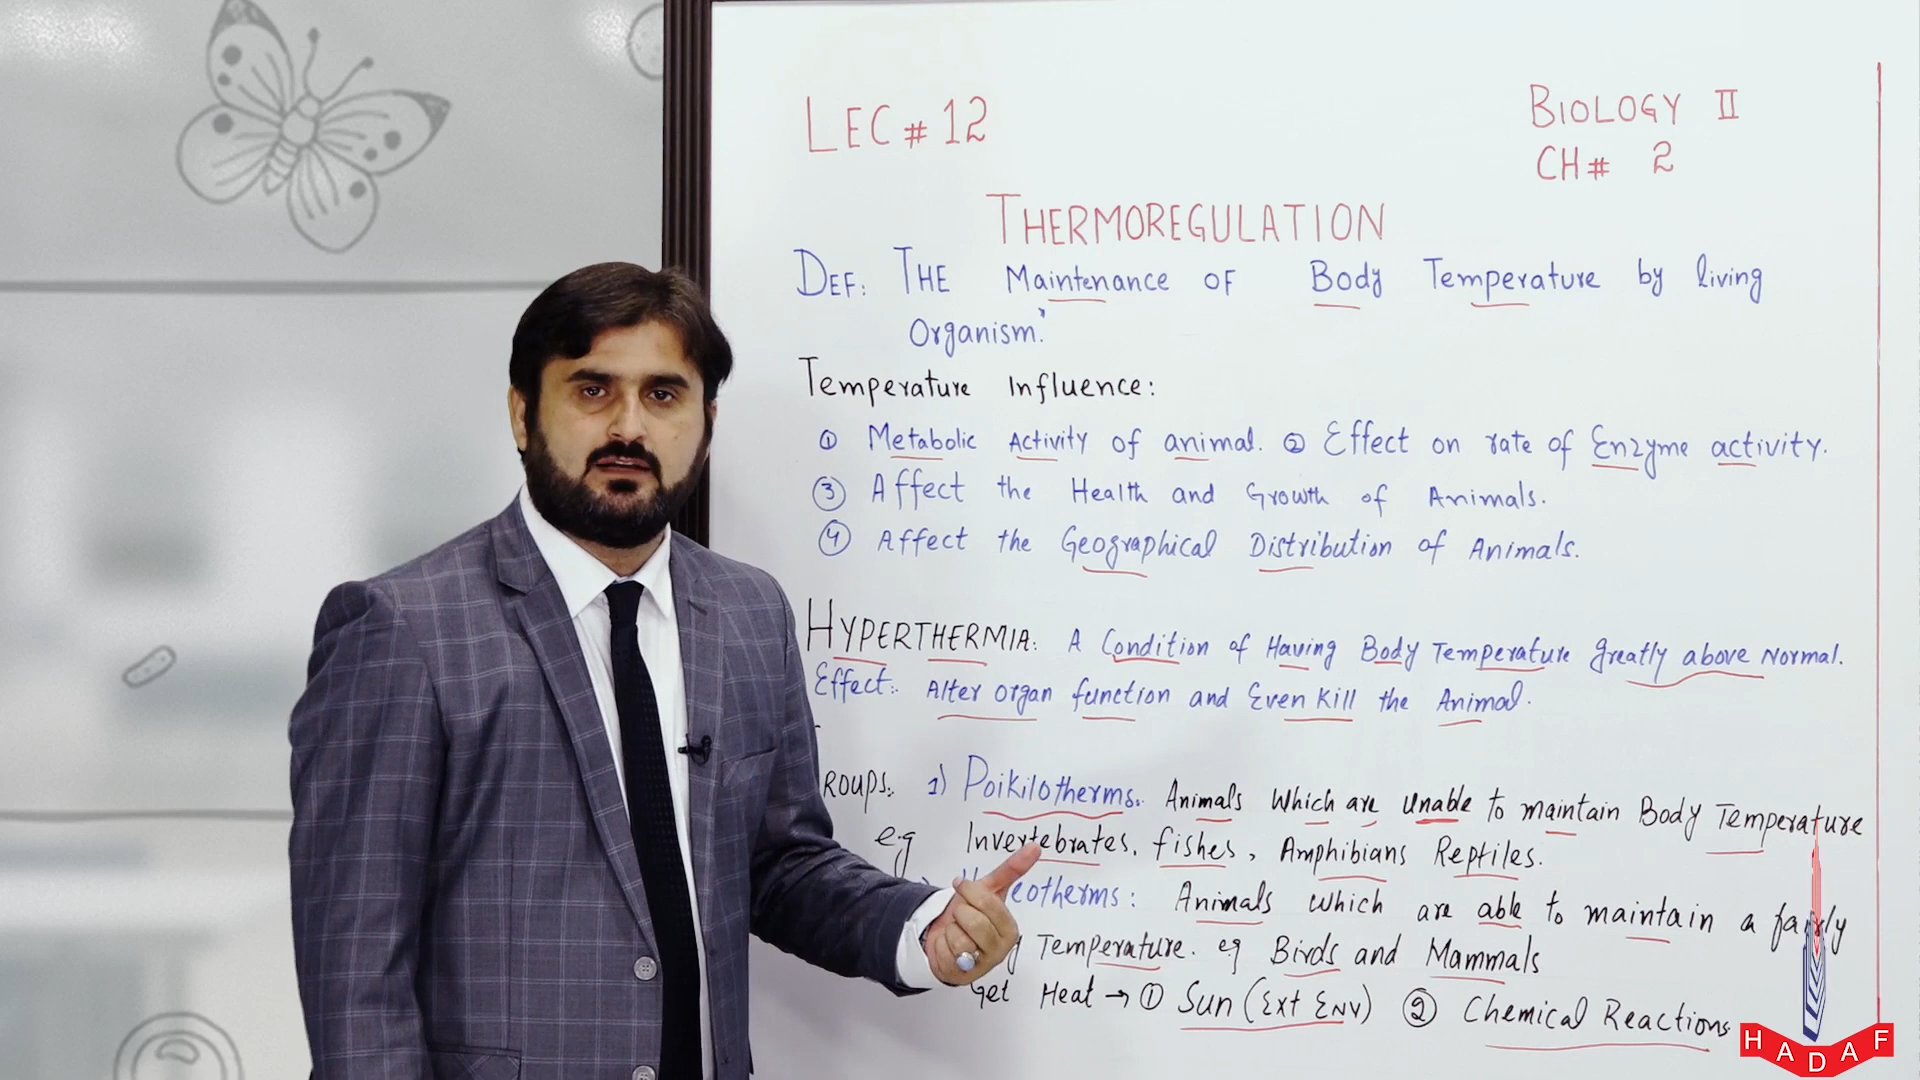 LEC # 12
BIOLOGY II
CH# 2
THERMOREGULATION
DEF: THE Maintenance OF Body Temperature by living
Organism."
Temperature Influence:
① Metabolic Activity of animal. ② Effect on rate of Enzyme activity.
③ Affect the Health and Growth of Animals.
④ Affect the Geographical Distribution of Animals.
HYPERTHERMIA: A Condition of Having Body Temperature greatly above Normal.
Effect:. Alter organ function and Even Kill the Animal.
roups:. 1) Poikilotherms:. Animals which are unable to maintain Body Temperature
e.g Invertebrates, fishes, Amphibians Reptiles.
eotherms: Animals which are able to maintain a fairly
Temperature. eg Birds and Mammals
Get Heat → ① Sun (Ext Env) ② Chemical Reactions
HADAF